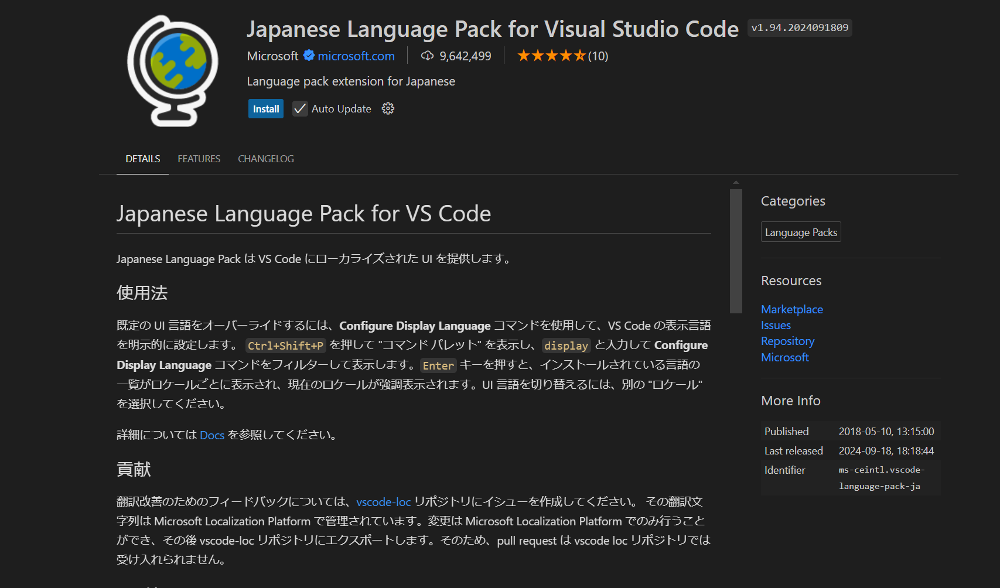 Japanese Language Pack for Visual Studio Code v1.94.2024091809
Microsoft microsoft.com 9,642,499 (10)
Language pack extension for Japanese
Install Auto Update
DETAILS FEATURES CHANGELOG
Japanese Language Pack for VS Code
Japanese Language Pack は VS Code にローカライズされた UI を提供します。
使用法
既定の UI 言語をオーバーライドするには、Configure Display Language コマンドを使用して、VS Code の表示言語
を明示的に設定します。 Ctrl+Shift+P を押して "コマンド パレット" を表示し、display と入力して Configure
Display Language コマンドをフィルターして表示します。Enter キーを押すと、インストールされている言語の
一覧がロケールごとに表示され、現在のロケールが強調表示されます。UI 言語を切り替えるには、別の "ロケール"
を選択してください。
詳細については Docs を参照してください。
貢献
翻訳改善のためのフィードバックについては、vscode-loc リポジトリにイシューを作成してください。 その翻訳文
字列は Microsoft Localization Platform で管理されています。変更は Microsoft Localization Platform でのみ行うこと
ができ、その後 vscode-loc リポジトリにエクスポートします。そのため、pull request は vscode loc リポジトリでは
受け入れられません。
Categories
Language Packs
Resources
Marketplace
Issues
Repository
Microsoft
More Info
Published 2018-05-10, 13:15:00
Last released 2024-09-18, 18:18:44
Identifier ms-ceintl.vscode-
language-pack-ja